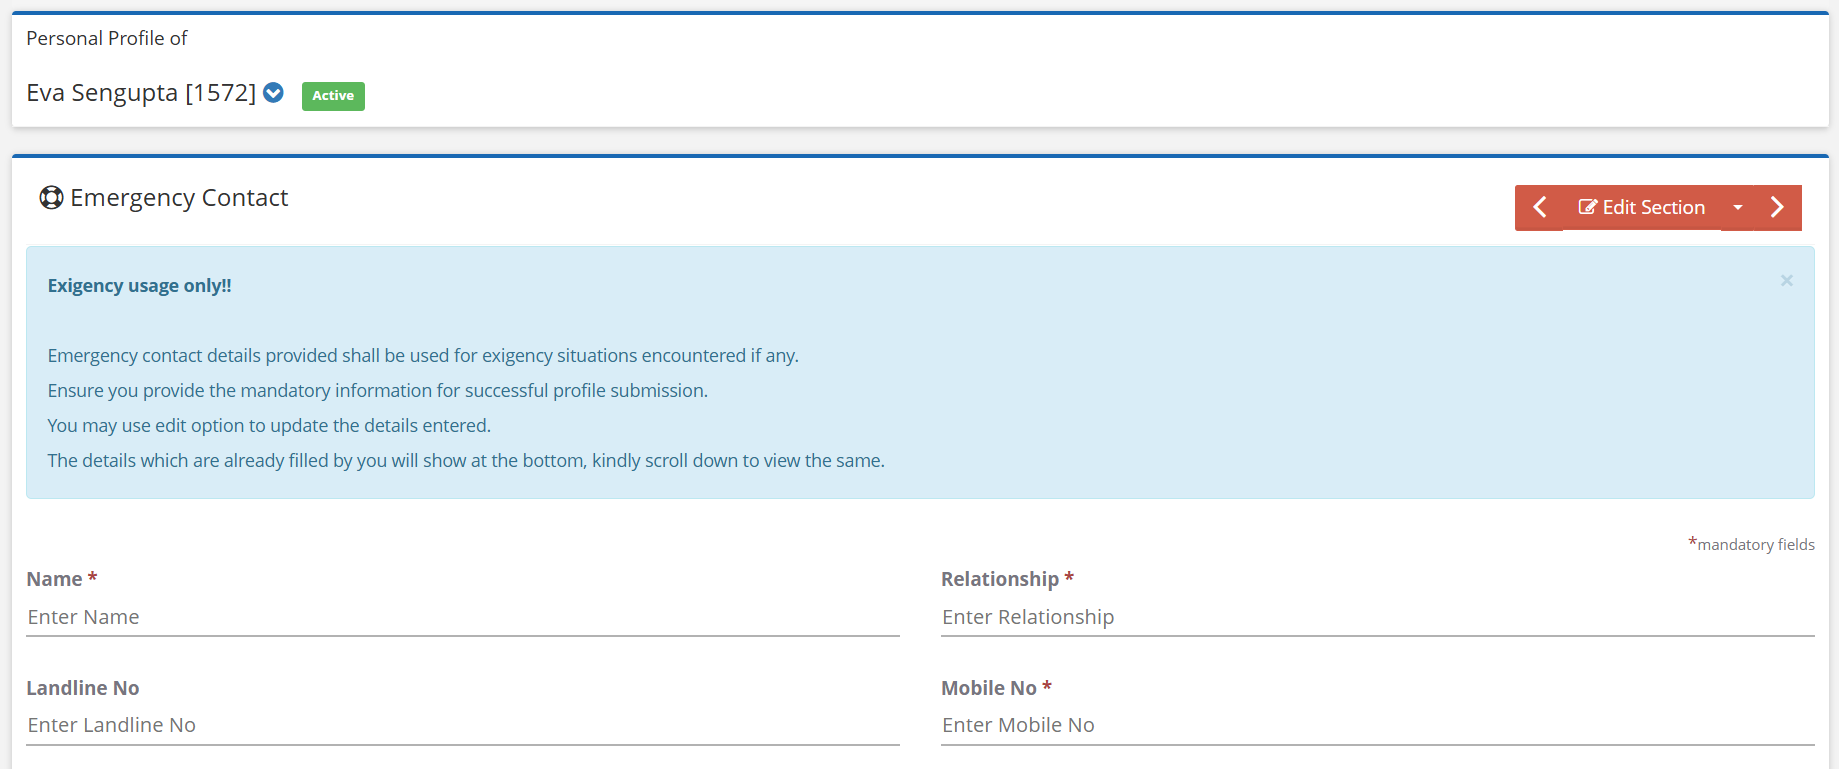 Personal Profile of
Eva Sengupta [1572]
Active
Emergency Contact
Edit Section
Exigency usage only!!
×
Emergency contact details provided shall be used for exigency situations encountered if any.
Ensure you provide the mandatory information for successful profile submission.
You may use edit option to update the details entered.
The details which are already filled by you will show at the bottom, kindly scroll down to view the same.
*mandatory fields
Name *
Relationship *
Enter Name
Enter Relationship
Landline No
Mobile No *
Enter Landline No
Enter Mobile No